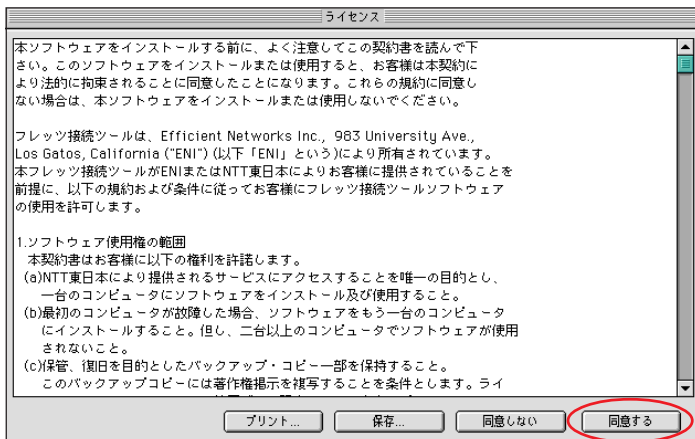 ライセンス
本ソフトウェアをインストールする前に、よく注意してこの契約書を読んで下
さい。このソフトウェアをインストールまたは使用すると、お客様は本契約に
より法的に拘束されることに同意したことになります。これらの規約に同意し
ない場合は、本ソフトウェアをインストールまたは使用しないでください。
フレッツ接続ツールは、Efficient Networks Inc., 983 University Ave.,
Los Gatos, California ("ENI") (以下「ENI」という)により所有されています。
本フレッツ接続ツールがENIまたはNTT東日本によりお客様に提供されていることを
前提に、以下の規約および条件に従ってお客様にフレッツ接続ツールソフトウェア
の使用を許可します。
1.ソフトウェア使用権の範囲
本契約書はお客様に以下の権利を許諾します。
(a)NTT東日本により提供されるサービスにアクセスすることを唯一の目的とし、
一台のコンピュータにソフトウェアをインストール及び使用すること。
(b)最初のコンピュータが故障した場合、ソフトウェアをもう一台のコンピュータ
にインストールすること。但し、二台以上のコンピュータでソフトウェアが使用
されないこと。
(c)保管、復旧を目的としたバックアップ・コピー一部を保持すること。
このバックアップコピーには著作権掲示を複写することを条件とします。ライ
プリント... 保存... 同意しない 同意する